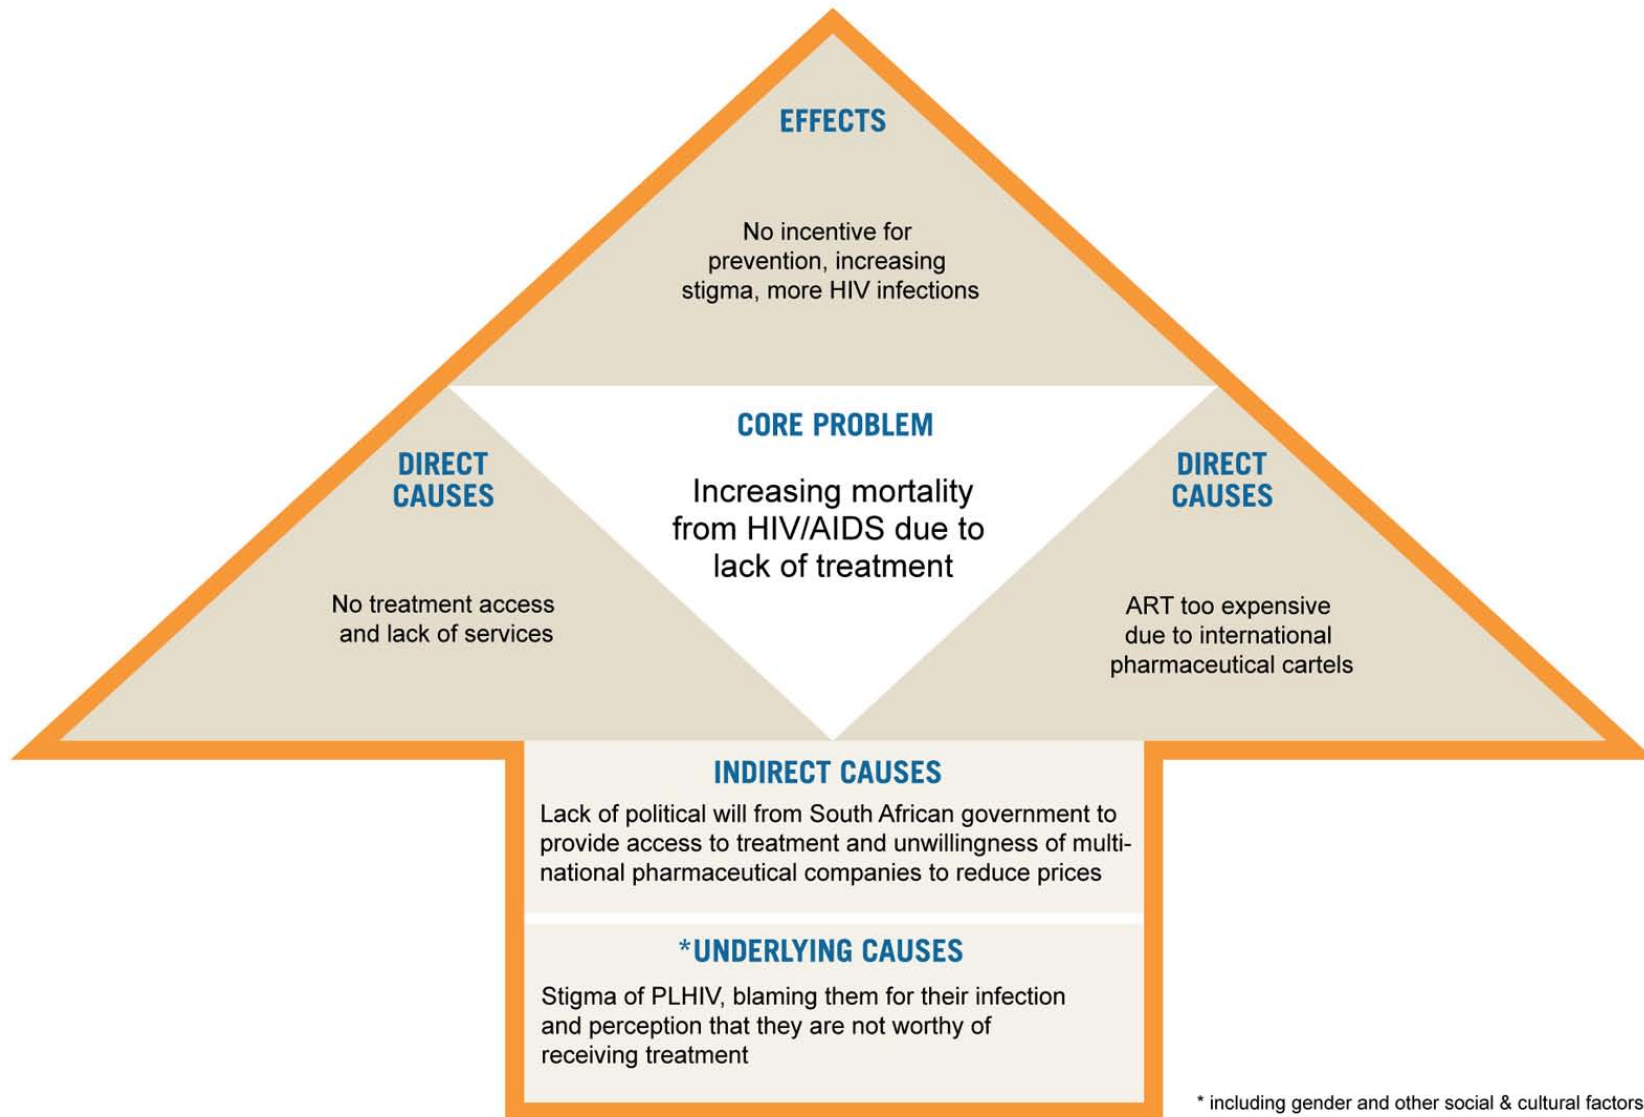 EFFECTS
No incentive for
prevention, increasing
stigma, more HIV infections
CORE PROBLEM
Increasing mortality
from HIV/AIDS due to
lack of treatment
DIRECT
CAUSES
No treatment access
and lack of services
DIRECT
CAUSES
ART too expensive
due to international
pharmaceutical cartels
INDIRECT CAUSES
Lack of political will from South African government to
provide access to treatment and unwillingness of multi-
national pharmaceutical companies to reduce prices
*UNDERLYING CAUSES
Stigma of PLHIV, blaming them for their infection
and perception that they are not worthy of
receiving treatment
* including gender and other social & cultural factors